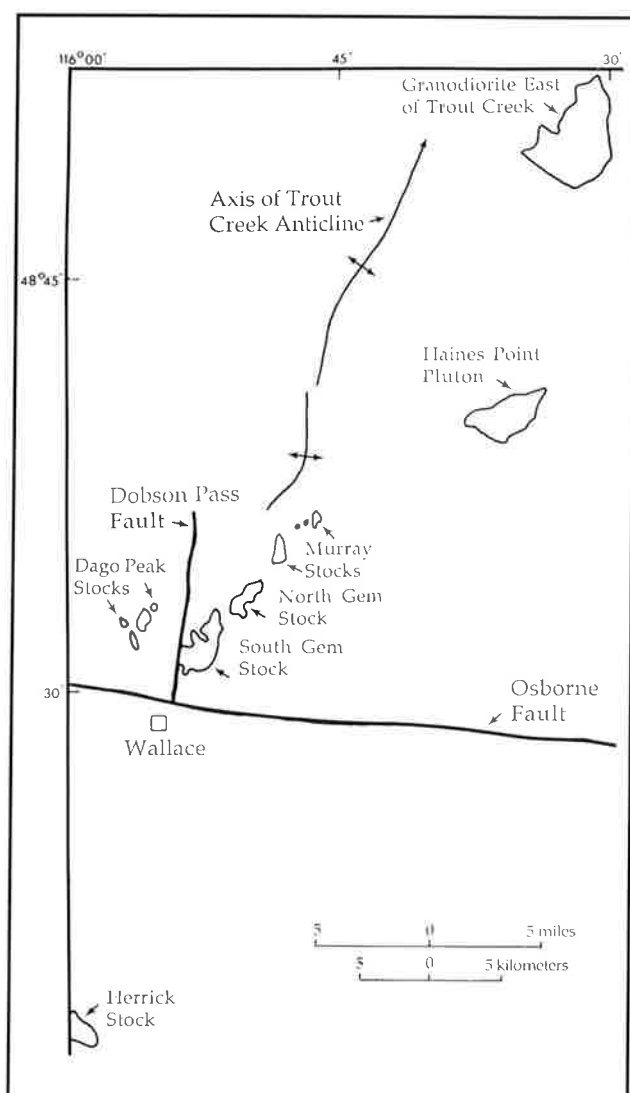 116°00'
45'
30'
Granodiorite East
of Trout Creek
Axis of Trout
Creek Anticline
48°45'
Haines Point
Pluton
Dobson Pass
Fault
Dago Peak
Stocks
Murray
Stocks
North Gem
Stock
South Gem
Stock
30'
Osborne
Fault
Wallace
5 0 5 miles
5 0 5 kilometers
Herrick
Stock